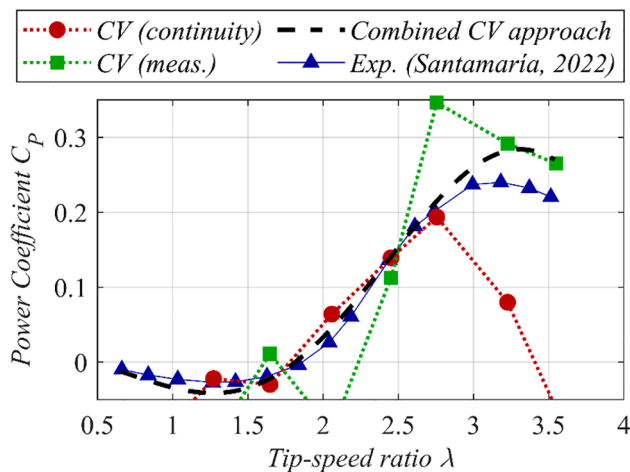 CV (continuity)
Combined CV approach
CV (meas.)
Exp. (Santamaría, 2022)
Power Coefficient C_P
0.3
0.2
0.1
0
0.5 1 1.5 2 2.5 3 3.5 4
Tip-speed ratio λ